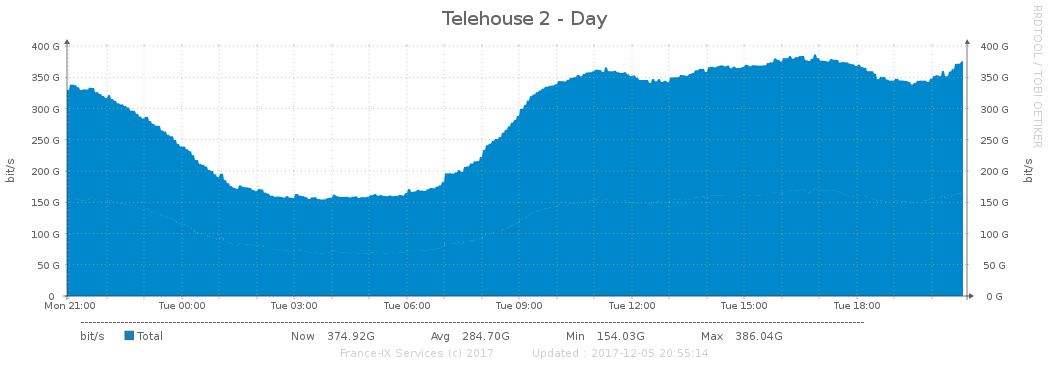 Telehouse 2 - Day
RRDTOOL / TOBI OETIKER
400 G 400 G
350 G 350 G
300 G 300 G
250 G 250 G
200 G 200 G
150 G 150 G
100 G 100 G
50 G 50 G
0 0 G
bit/s bit/s
Mon 21:00 Tue 00:00 Tue 03:00 Tue 06:00 Tue 09:00 Tue 12:00 Tue 15:00 Tue 18:00
bit/s Total Now 374.92G Avg 284.70G Min 154.03G Max 386.04G
France-IX Services (c) 2017 Updated : 2017-12-05 20:55:14